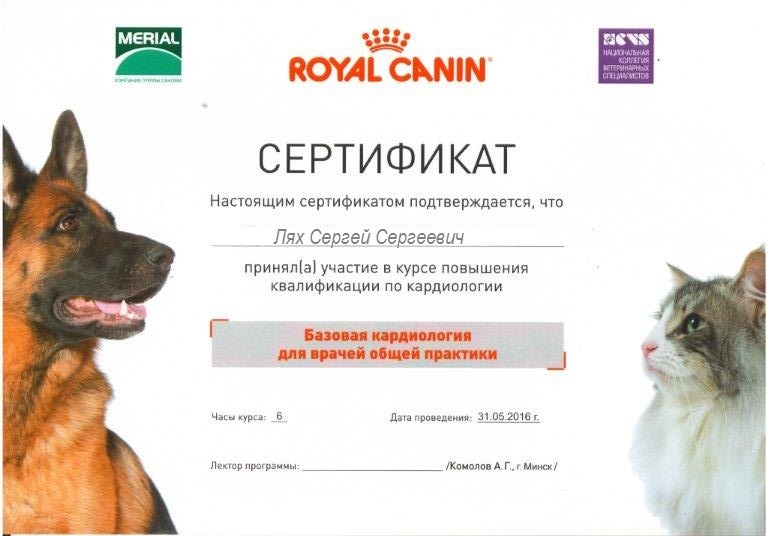 MERIAL
КОМПАНИЯ ГРУППЫ САНОФИ
ROYAL CANIN
НАЦИОНАЛЬНАЯ
КОЛЛЕГИЯ
ВЕТЕРИНАРНЫХ
СПЕЦИАЛИСТОВ
СЕРТИФИКАТ
Настоящим сертификатом подтверждается, что
Лях Сергей Сергеевич
принял(а) участие в курсе повышения
квалификации по кардиологии
Базовая кардиология
для врачей общей практики
Часы курса: 6 Дата проведения: 31.05.2016 г.
Лектор программы: /Комолов А.Г., г. Минск/